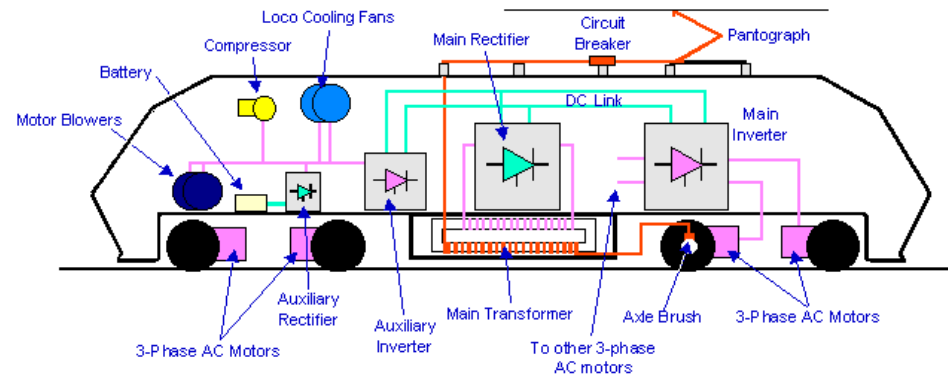 Loco Cooling Fans
Compressor
Battery
Motor Blowers
Main Rectifier
Circuit
Breaker
Pantograph
DC Link
Main
Inverter
Auxiliary
Rectifier
3-Phase AC Motors
Auxiliary
Inverter
Main Transformer
To other 3-phase
AC motors
Axle Brush
3-Phase AC Motors